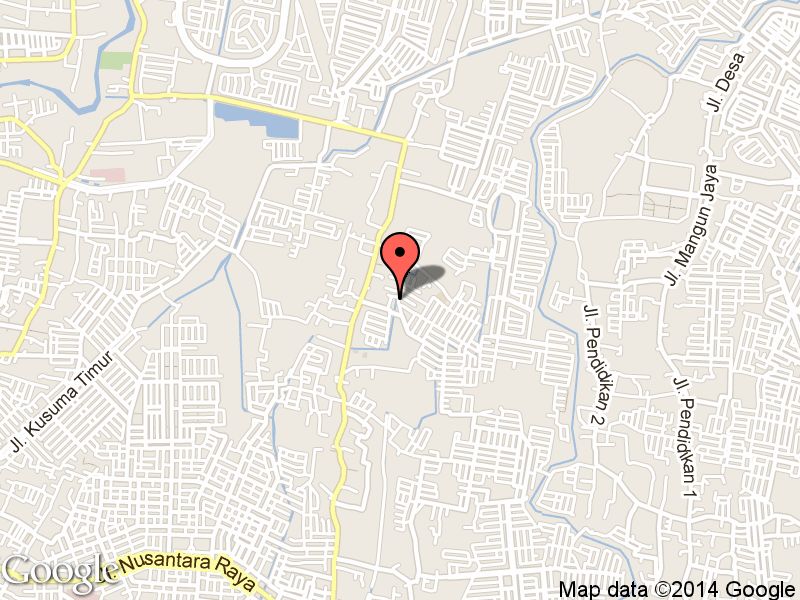 Jl. Desa
Jl. Mangun Jaya
Jl. Pendidikan 2
Jl. Kusuma Timur
Jl. Pendidikan 1
Jl. Nusantara Raya
Google
Map data ©2014 Google